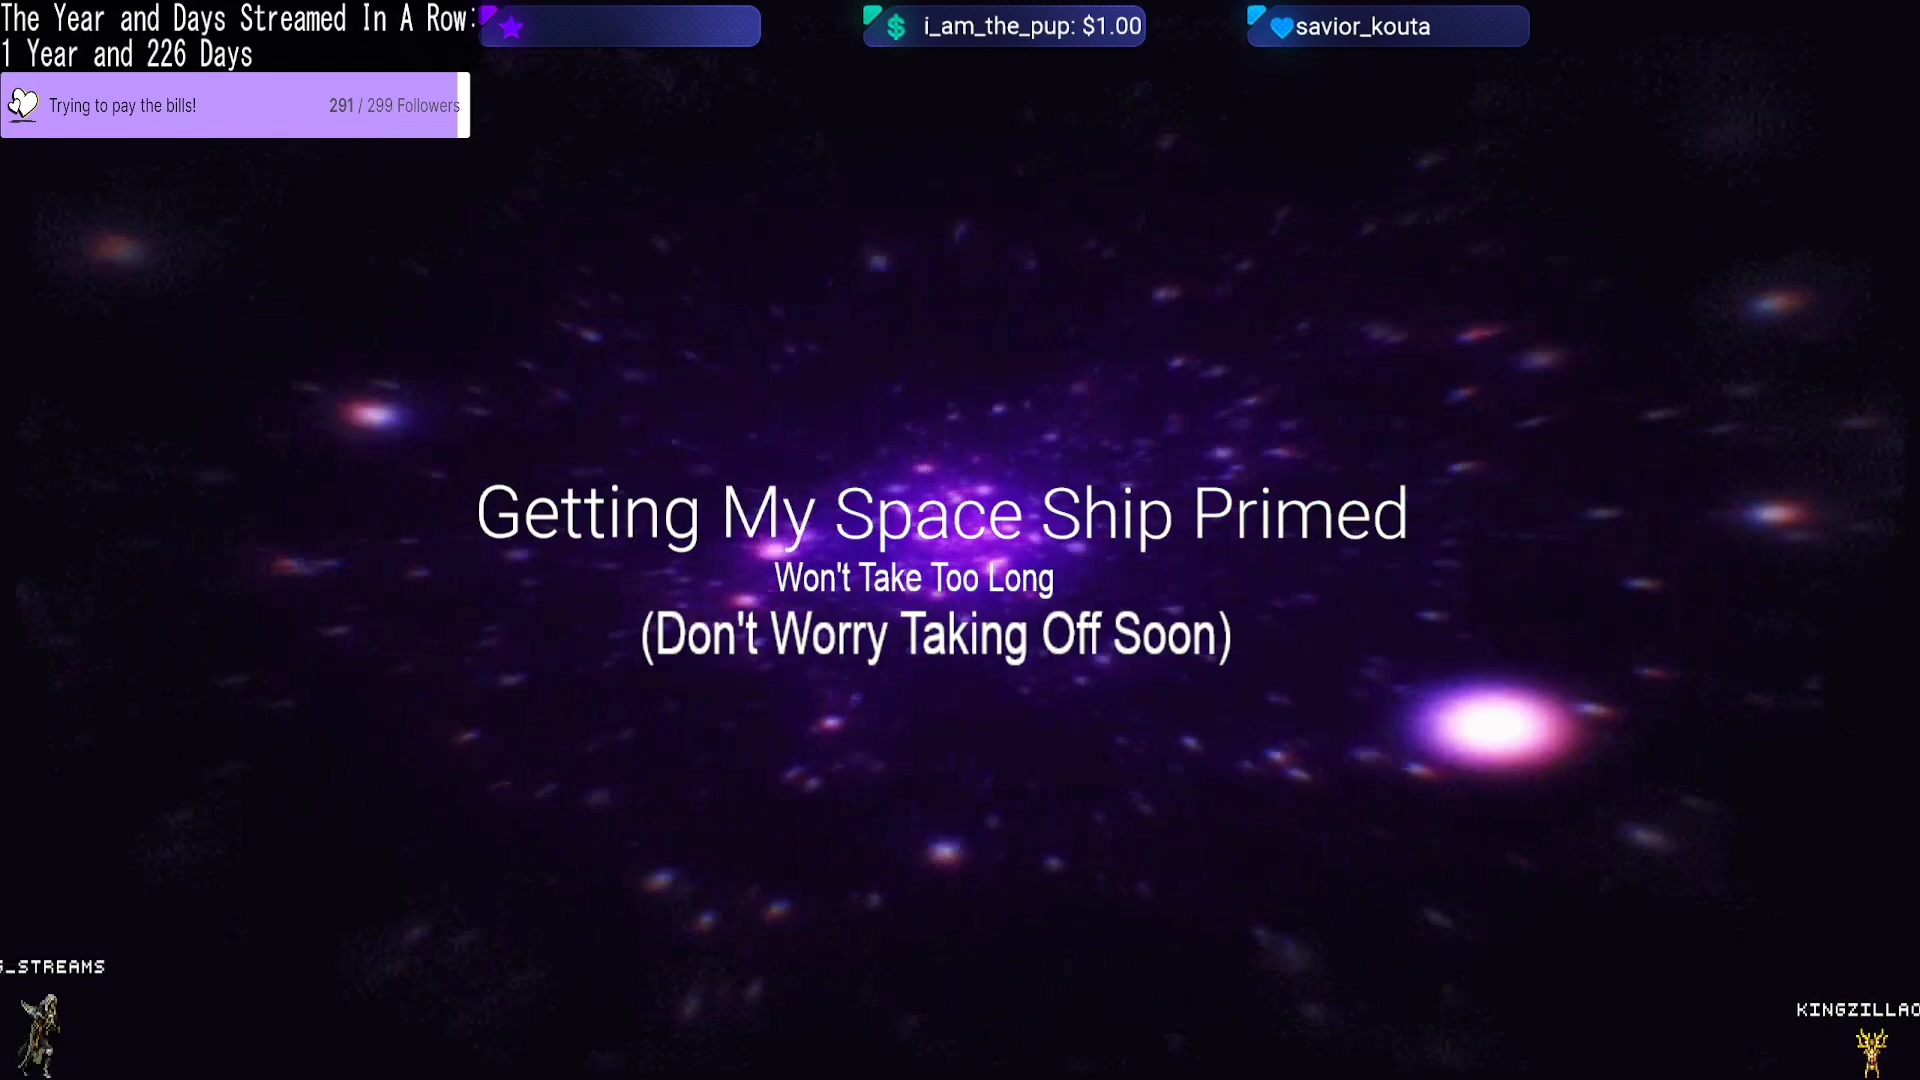 The Year and Days Streamed In A Row:
1 Year and 226 Days
i_am_the_pup: $1.00
savior_kouta
Trying to pay the bills!
291 / 299 Followers
Getting My Space Ship Primed
Won't Take Too Long
(Don't Worry Taking Off Soon)
_STREAMS
KINGZILLAO